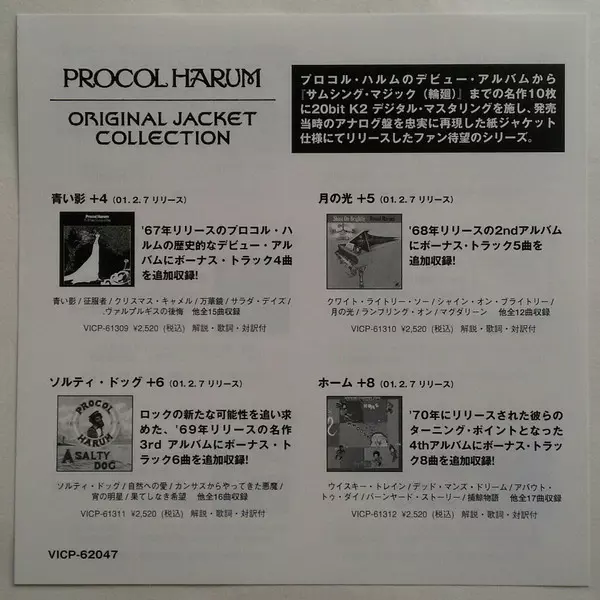 PROCOL HARUM
ORIGINAL JACKET
COLLECTION
プロコル・ハルムのデビュー・アルバムから
『サムシング・マジック（輪廻）』までの名作10枚
に20bit K2 デジタル・マスタリングを施し、発売
当時のアナログ盤を忠実に再現した紙ジャケット
仕様にてリリースしたファン待望のシリーズ。
青い影 +4 （01. 2. 7 リリース）
Procol Harum
'67年リリースのプロコル・ハ
ルムの歴史的なデビュー・アル
バムにボーナス・トラック4曲
を追加収録!
青い影 / 征服者 / クリスマス・キャメル / 万華鏡 / サラダ・デイズ /
ヴァルプルギスの後悔 他全15曲収録
VICP-61309 ¥2,520 （税込） 解説・歌詞・対訳付
月の光 +5 （01. 2. 7 リリース）
Shine On Brightly Procol Harum
'68年リリースの2ndアルバム
にボーナス・トラック5曲を
追加収録!
クワイト・ライトリー・ソー / シャイン・オン・ブライトリー /
月の光 / ランブリング・オン / マグダリーン 他全12曲収録
VICP-61310 ¥2,520 （税込） 解説・歌詞・対訳付
ソルティ・ドッグ +6 （01. 2. 7 リリース）
PROCOL
HARUM
A SALTY
DOG
ロックの新たな可能性を追い求
めた、'69年リリースの名作
3rd アルバムにボーナス・ト
ラック6曲を追加収録!
ソルティ・ドッグ / 自然への愛 / カンサスからやってきた悪魔 /
宵の明星 / 果てしなき希望 他全16曲収録
VICP-61311 ¥2,520 （税込） 解説・歌詞・対訳付
ホーム +8 （01. 2. 7 リリース）
'70年にリリースされた彼らの
ターニング・ポイントとなった
4thアルバムにボーナス・トラッ
ク8曲を追加収録!
ウイスキー・トレイン / デッド・マンズ・ドリーム / アバウト・
トゥ・ダイ / バーンヤード・ストーリー / 捕鯨物語 他全17曲収録
VICP-61312 ¥2,520 （税込） 解説・歌詞・対訳付
VICP-62047